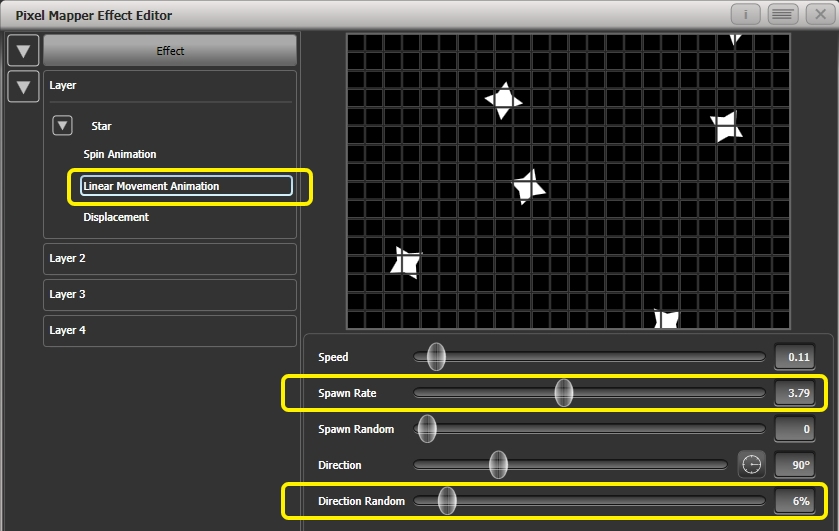 Pixel Mapper Effect Editor
i
Effect
Layer
Star
Spin Animation
Linear Movement Animation
Displacement
Layer 2
Layer 3
Layer 4
Speed 0.11
Spawn Rate 3.79
Spawn Random 0
Direction 90°
Direction Random 6%